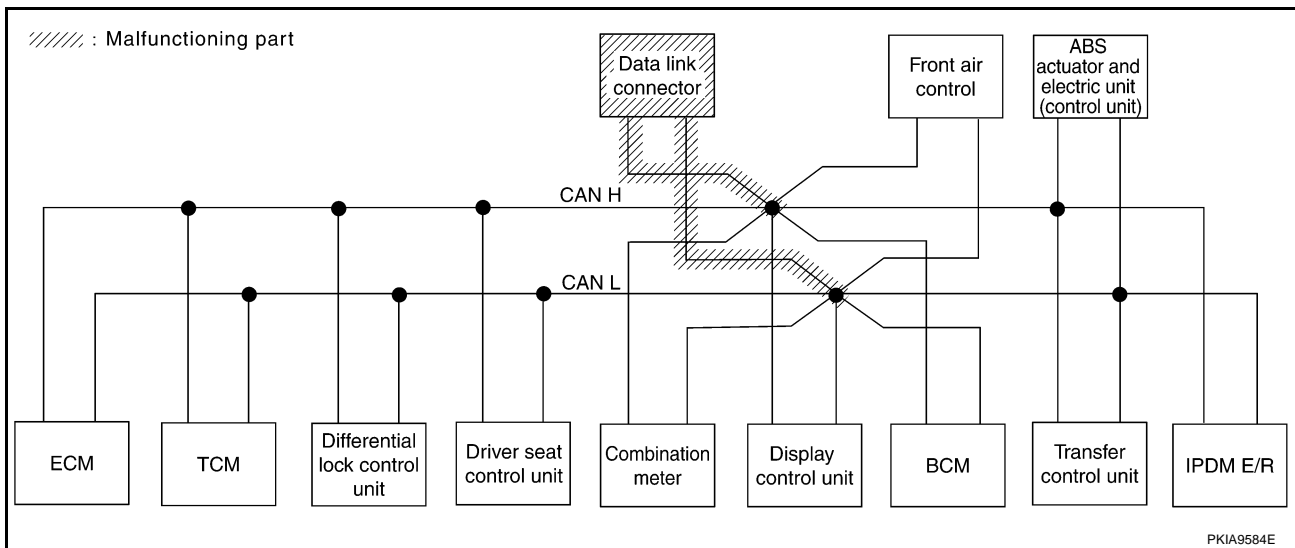 : Malfunctioning part
Data link
connector
Front air
control
ABS
actuator and
electric unit
(control unit)
CAN H
CAN L
ECM
TCM
Differential
lock control
unit
Driver seat
control unit
Combination
meter
Display
control unit
BCM
Transfer
control unit
IPDM E/R
PKIA9584E